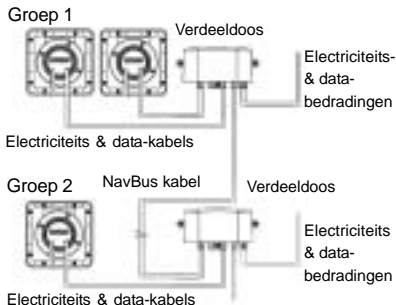 Groep 1
Verdeeldoos
Electriciteits-
& data-
bedradingen
Electriciteits & data-kabels
Groep 2
NavBus kabel
Verdeeldoos
Electriciteits
& data-
bedradingen
Electriciteits & data-kabels